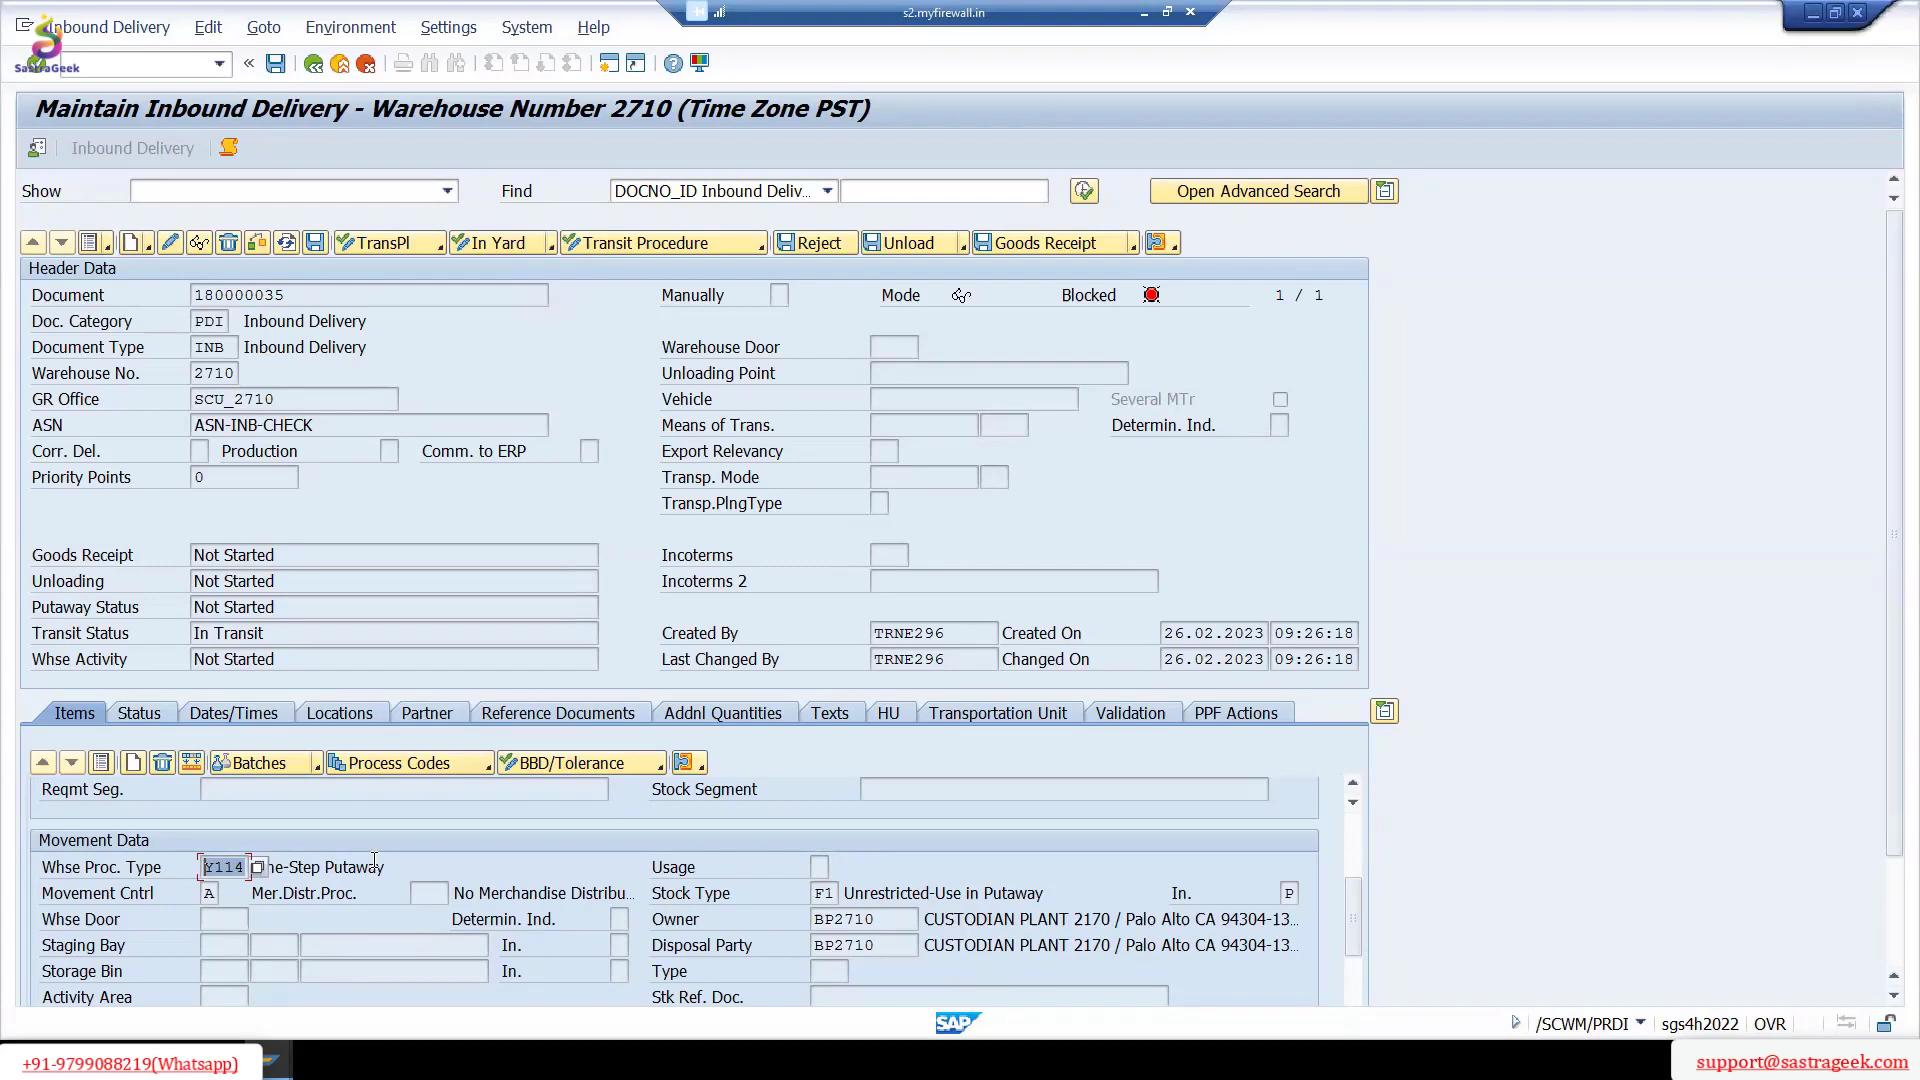 s2.myfirewall.in
Inbound Delivery Edit Goto Environment Settings System Help
SastraGeek
Maintain Inbound Delivery - Warehouse Number 2710 (Time Zone PST)
Inbound Delivery
Show Find DOCNO_ID Inbound Deliv... Open Advanced Search
TransPl In Yard Transit Procedure Reject Unload Goods Receipt
Header Data
Document 180000035 Manually Mode Blocked 1 / 1
Doc. Category PDI Inbound Delivery
Document Type INB Inbound Delivery Warehouse Door
Warehouse No. 2710 Unloading Point
GR Office SCU_2710 Vehicle Several MTr
ASN ASN-INB-CHECK Means of Trans. Determin. Ind.
Corr. Del. Production Comm. to ERP Export Relevancy
Priority Points 0 Transp. Mode
Transp.PlngType
Goods Receipt Not Started Incoterms
Unloading Not Started Incoterms 2
Putaway Status Not Started
Transit Status In Transit Created By TRNE296 Created On 26.02.2023 09:26:18
Whse Activity Not Started Last Changed By TRNE296 Changed On 26.02.2023 09:26:18
Items Status Dates/Times Locations Partner Reference Documents Addnl Quantities Texts HU Transportation Unit Validation PPF Actions
Batches Process Codes BBD/Tolerance
Reqmt Seg. Stock Segment
Movement Data
Whse Proc. Type Y114 ne-Step Putaway Usage
Movement Cntrl A Mer.Distr.Proc. No Merchandise Distribu... Stock Type F1 Unrestricted-Use in Putaway In. P
Whse Door Determin. Ind. Owner BP2710 CUSTODIAN PLANT 2170 / Palo Alto CA 94304-13...
Staging Bay In. Disposal Party BP2710 CUSTODIAN PLANT 2170 / Palo Alto CA 94304-13...
Storage Bin In. Type
Activity Area Stk Ref. Doc.
SAP /SCWM/PRDI sgs4h2022 OVR
+91-9799088219(Whatsapp) support@sastrageek.com